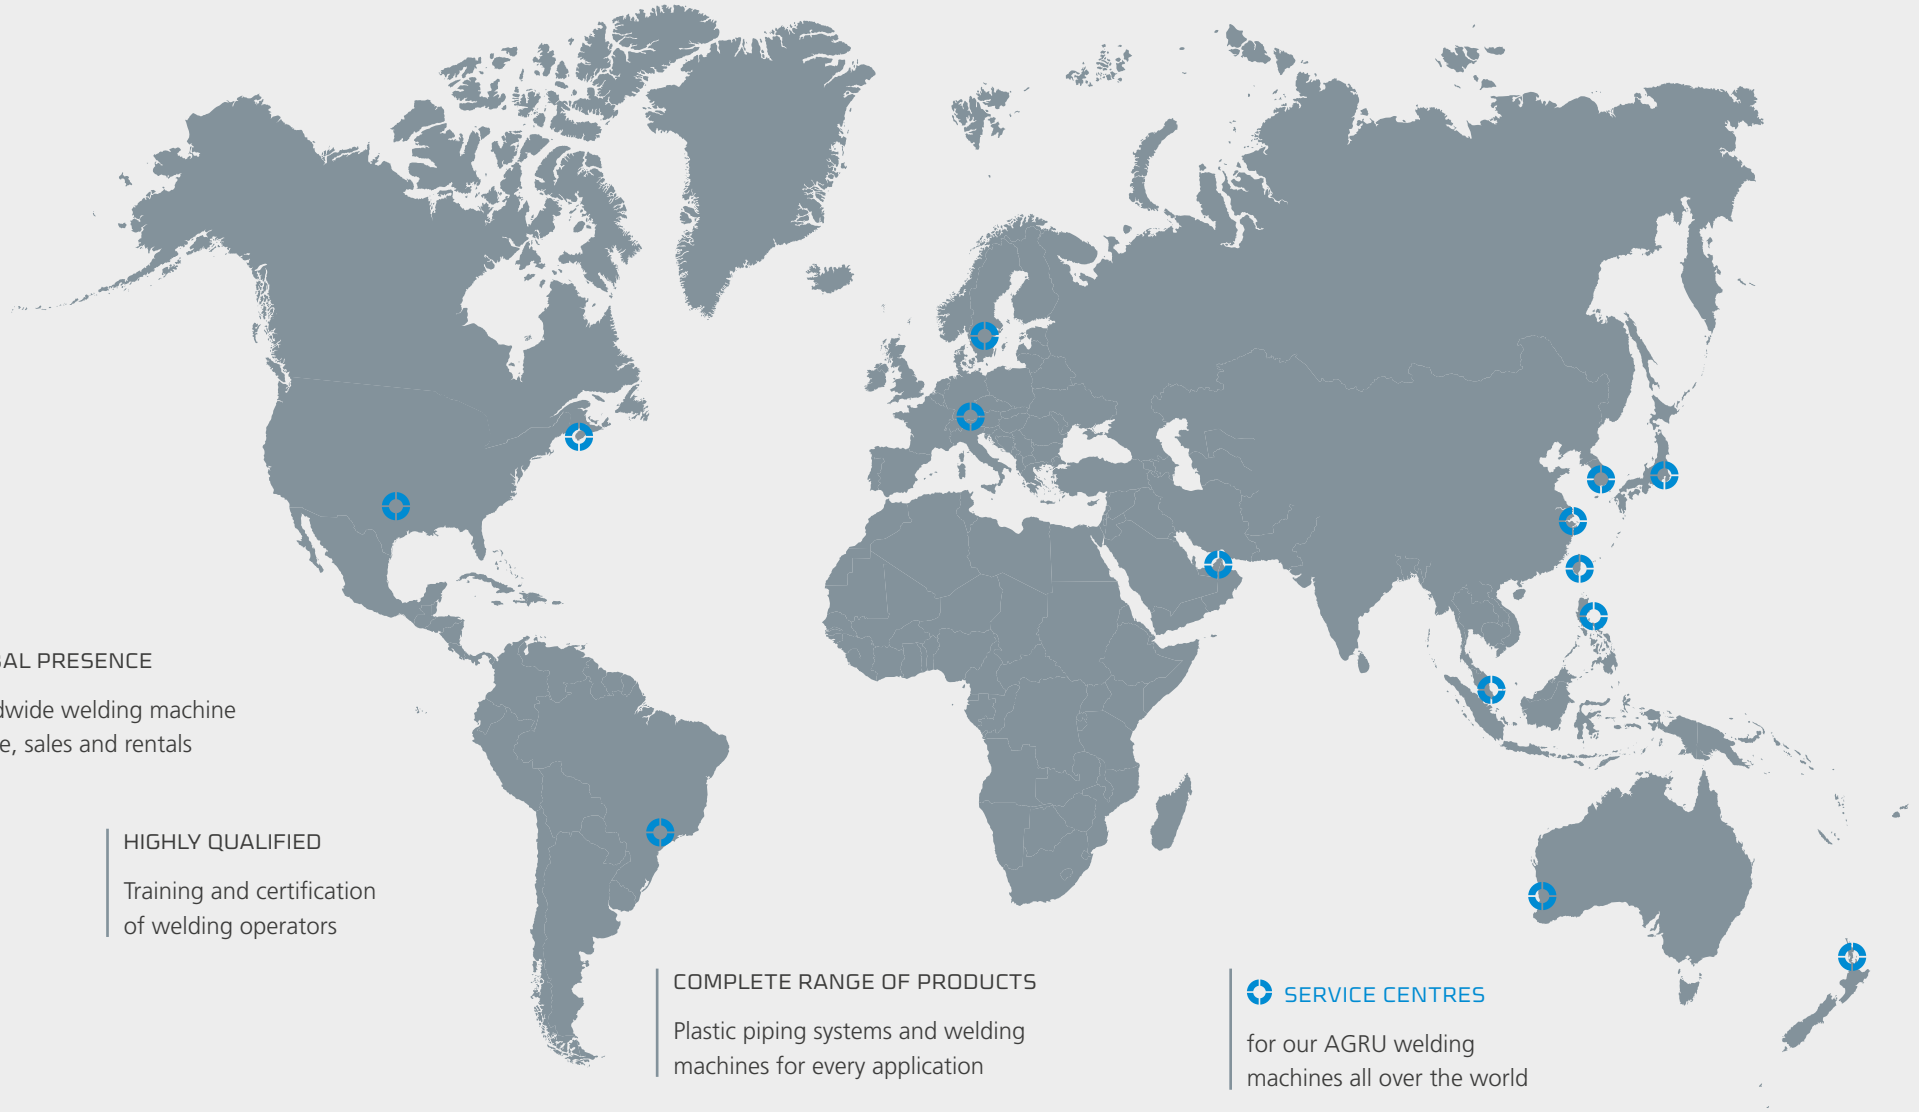 BAL PRESENCE
dwide welding machine
e, sales and rentals
HIGHLY QUALIFIED
Training and certification
of welding operators
COMPLETE RANGE OF PRODUCTS
Plastic piping systems and welding
machines for every application
SERVICE CENTRES
for our AGRU welding
machines all over the world